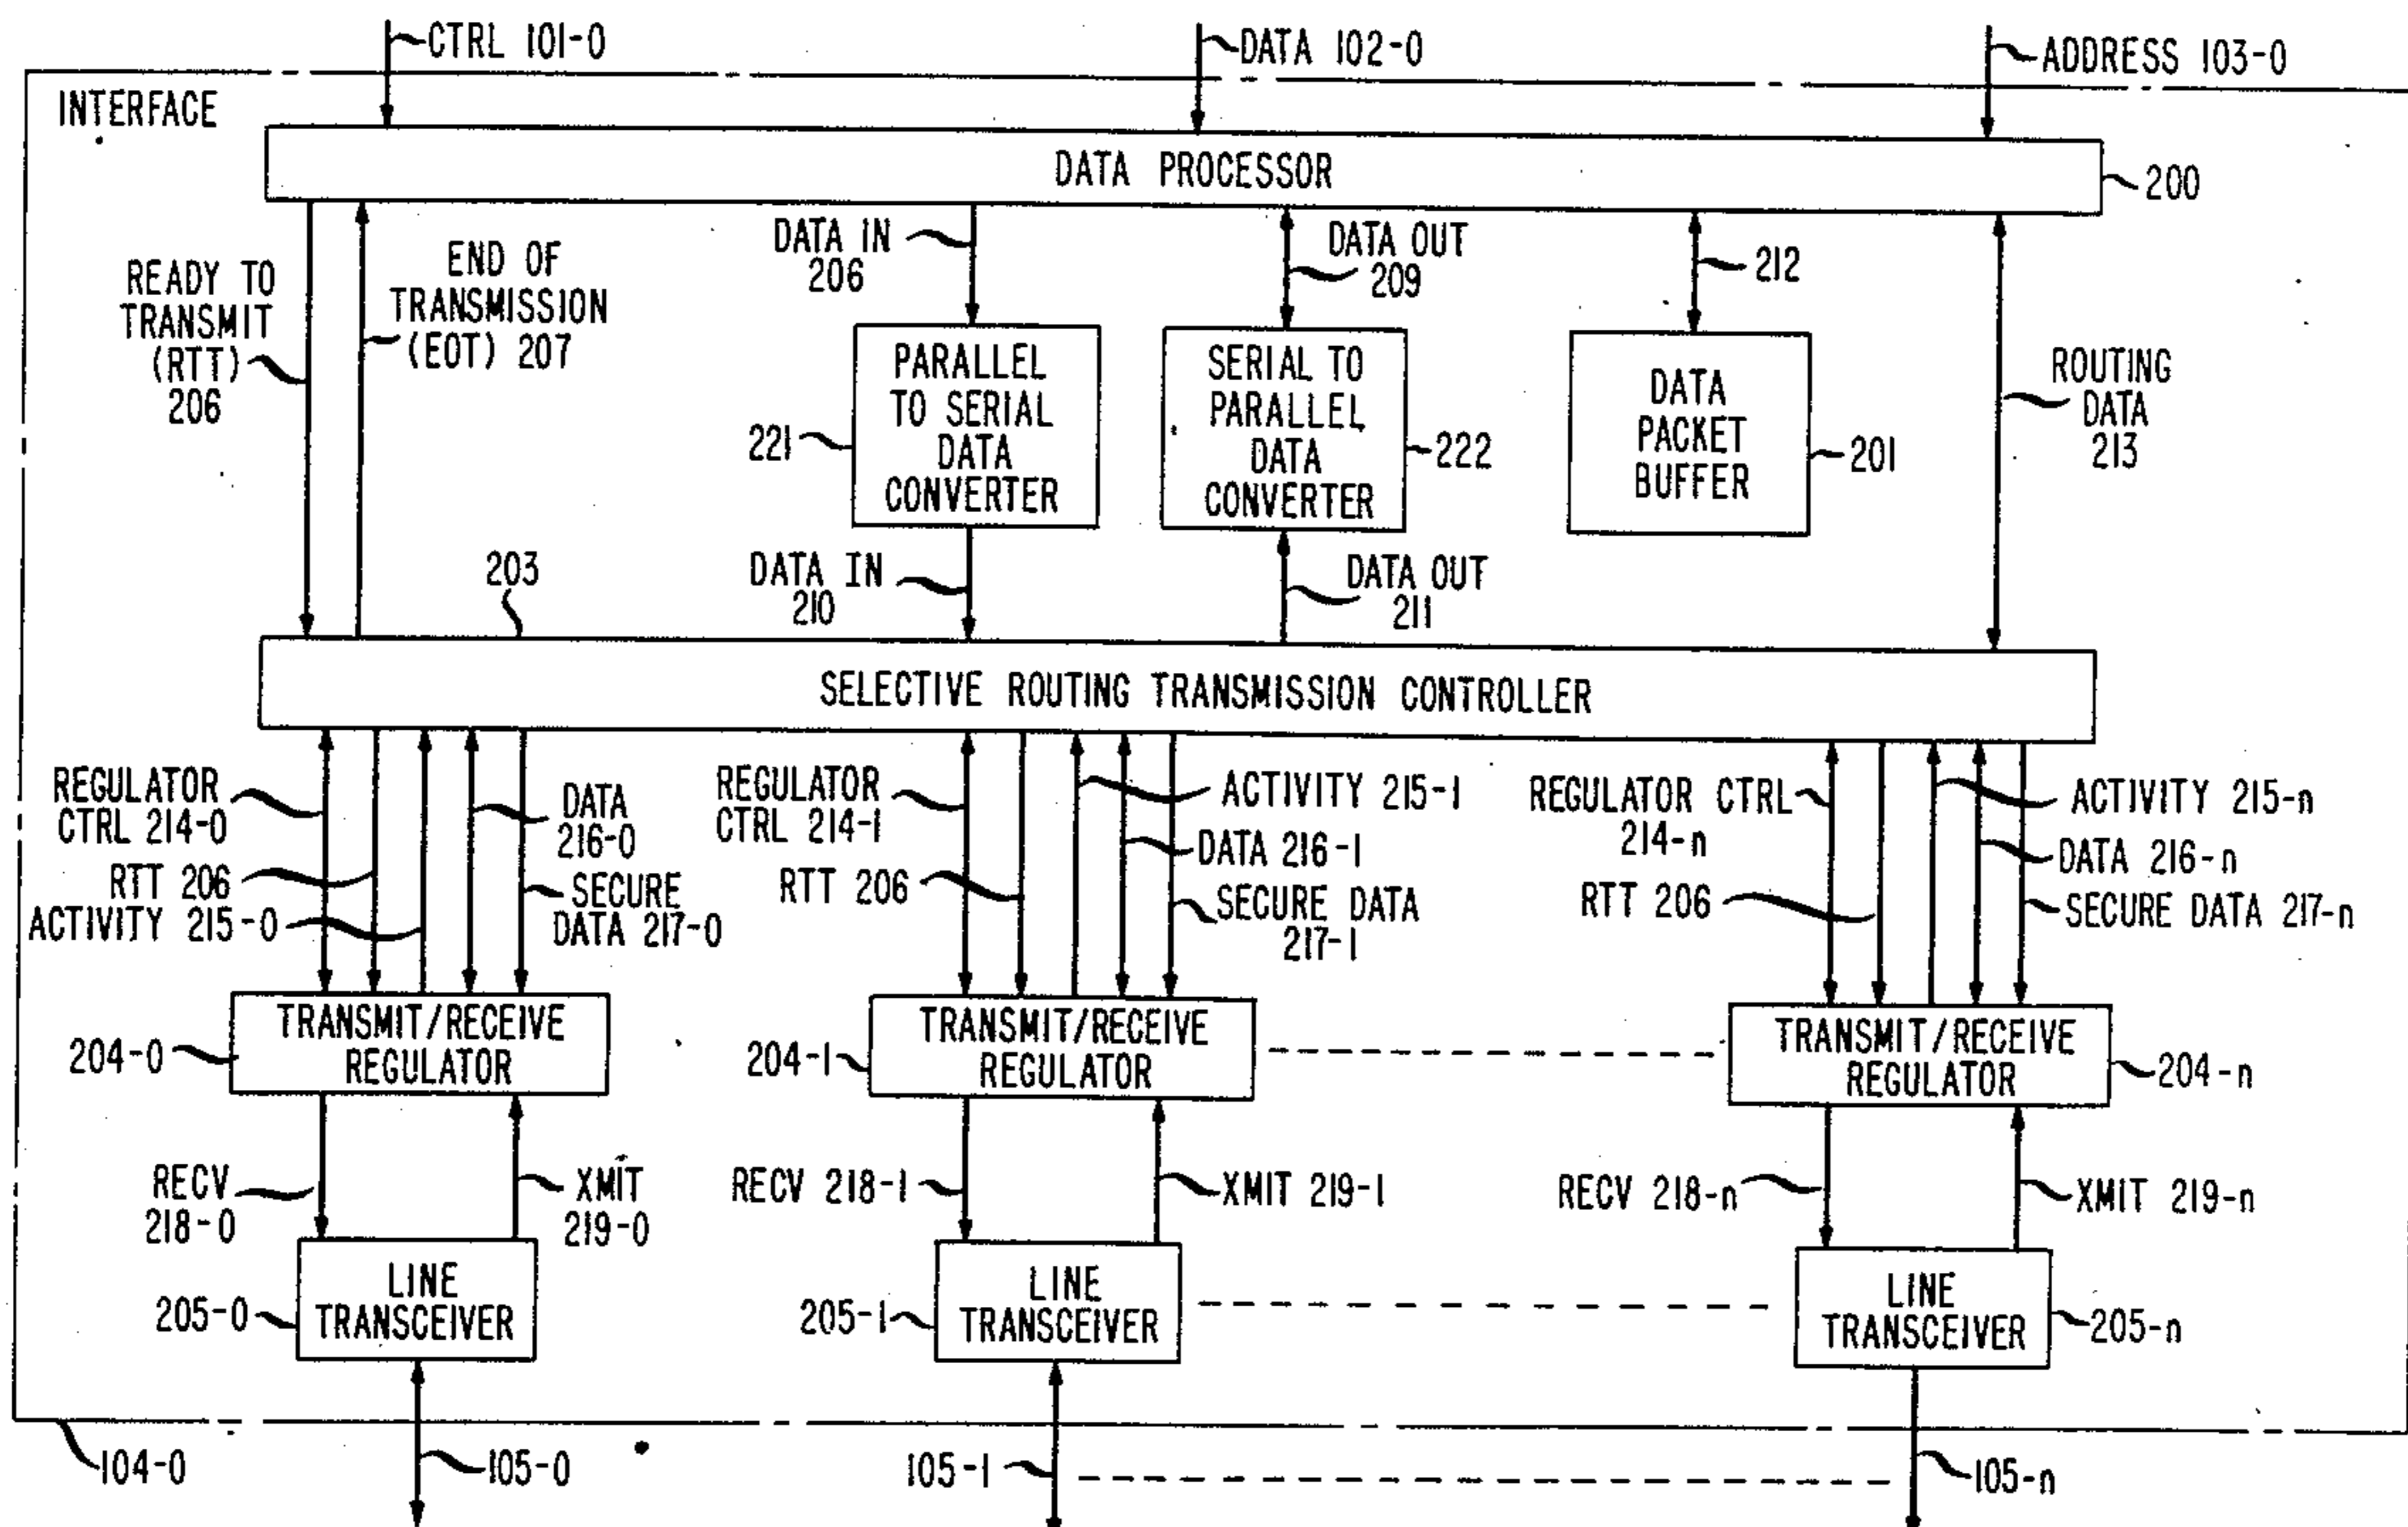 CTRL 101-0
DATA 102-0
ADDRESS 103-0
INTERFACE
DATA PROCESSOR
200
READY TO
TRANSMIT
(RTT)
206
END OF
TRANSMISSION
(EOT) 207
DATA IN
206
DATA OUT
209
212
ROUTING
DATA
213
221
PARALLEL
TO SERIAL
DATA
CONVERTER
SERIAL TO
PARALLEL
DATA
CONVERTER
222
DATA
PACKET
BUFFER
201
203
DATA IN
210
DATA OUT
211
SELECTIVE ROUTING TRANSMISSION CONTROLLER
REGULATOR
CTRL 214-0
RTT 206
ACTIVITY 215-0
DATA
216-0
SECURE
DATA 217-0
REGULATOR
CTRL 214-1
RTT 206
ACTIVITY 215-1
DATA 216-1
SECURE DATA
217-1
REGULATOR CTRL
214-n
RTT 206
ACTIVITY 215-n
DATA 216-n
SECURE DATA 217-n
204-0
TRANSMIT/RECEIVE
REGULATOR
204-1
TRANSMIT/RECEIVE
REGULATOR
TRANSMIT/RECEIVE
REGULATOR
204-n
RECV
218-0
XMIT
219-0
RECV 218-1
XMIT 219-1
RECV 218-n
XMIT 219-n
205-0
LINE
TRANSCEIVER
205-1
LINE
TRANSCEIVER
LINE
TRANSCEIVER
205-n
104-0
105-0
105-1
105-n